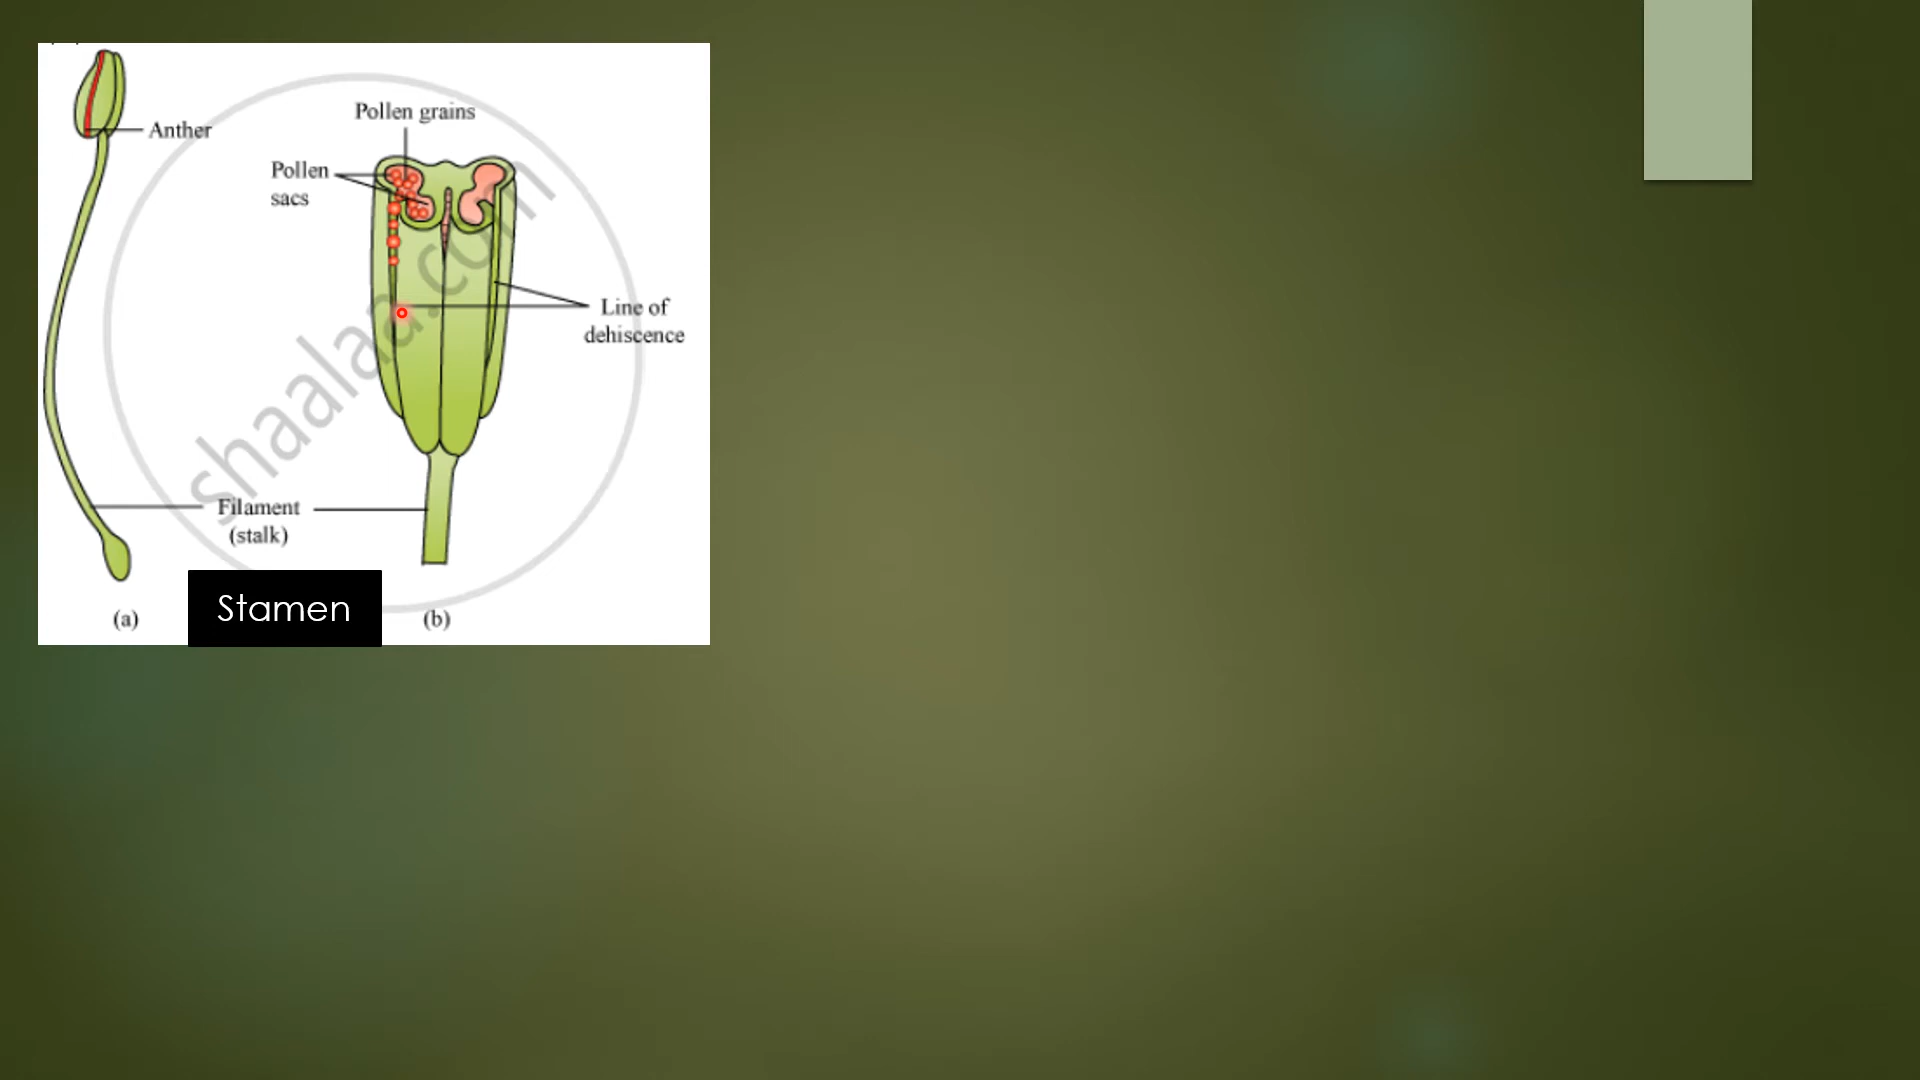 Anther
Pollen grains
Pollen
sacs
Line of
dehiscence
Filament
(stalk)
(a)
Stamen
(b)
shaalaa.com